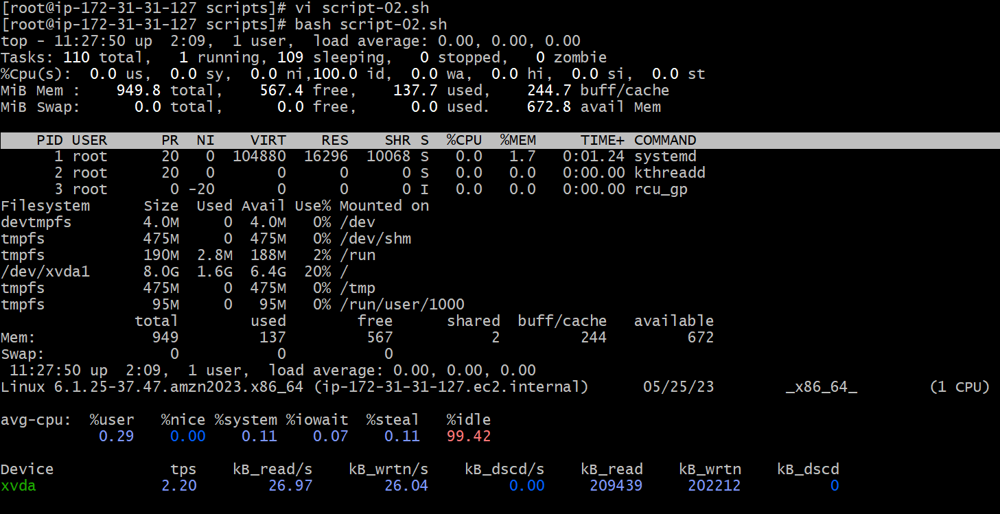 [root@ip-172-31-31-127 scripts]# vi script-02.sh
[root@ip-172-31-31-127 scripts]# bash script-02.sh
top - 11:27:50 up  2:09,  1 user,  load average: 0.00, 0.00, 0.00
Tasks: 110 total,   1 running, 109 sleeping,   0 stopped,   0 zombie
%Cpu(s):  0.0 us,  0.0 sy,  0.0 ni,100.0 id,  0.0 wa,  0.0 hi,  0.0 si,  0.0 st
MiB Mem :    949.8 total,    567.4 free,    137.7 used,    244.7 buff/cache
MiB Swap:      0.0 total,      0.0 free,      0.0 used.    672.8 avail Mem
    PID USER      PR  NI    VIRT    RES    SHR S  %CPU  %MEM     TIME+ COMMAND
      1 root      20   0  104880  16296  10068 S   0.0   1.7   0:01.24 systemd
      2 root      20   0       0      0      0 S   0.0   0.0   0:00.00 kthreadd
      3 root       0 -20       0      0      0 I   0.0   0.0   0:00.00 rcu_gp
Filesystem      Size  Used Avail Use% Mounted on
devtmpfs        4.0M     0  4.0M   0% /dev
tmpfs           475M     0  475M   0% /dev/shm
tmpfs           190M  2.8M  188M   2% /run
/dev/xvda1      8.0G  1.6G  6.4G  20% /
tmpfs           475M     0  475M   0% /tmp
tmpfs            95M     0   95M   0% /run/user/1000
               total        used        free      shared  buff/cache   available
Mem:             949         137         567           2         244         672
Swap:              0           0           0
 11:27:50 up  2:09,  1 user,  load average: 0.00, 0.00, 0.00
Linux 6.1.25-37.47.amzn2023.x86_64 (ip-172-31-31-127.ec2.internal)      05/25/23        _x86_64_        (1 CPU)
avg-cpu:  %user   %nice %system %iowait  %steal   %idle
           0.29    0.00    0.11    0.07    0.11   99.42
Device             tps    kB_read/s    kB_wrtn/s    kB_dscd/s    kB_read    kB_wrtn    kB_dscd
xvda              2.20        26.97        26.04         0.00     209439     202212          0